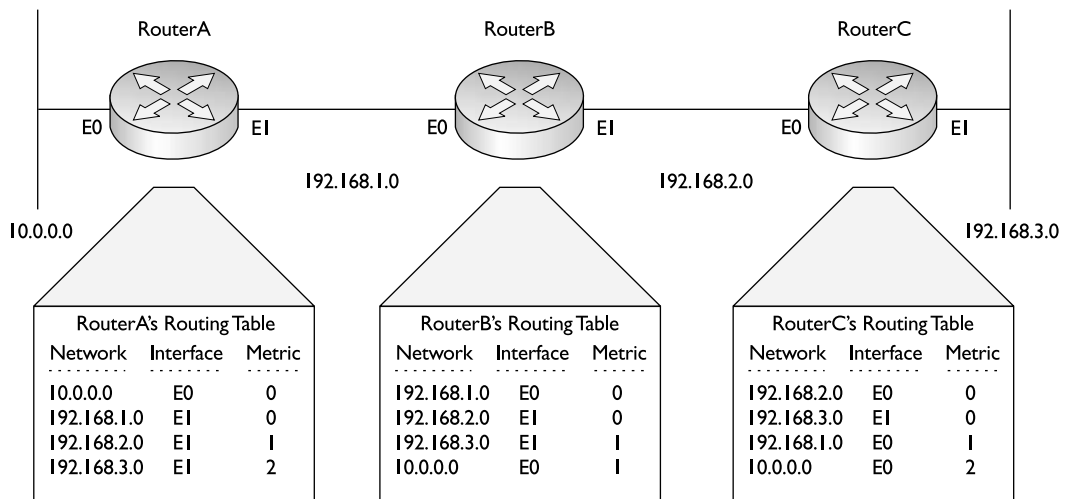 RouterA
RouterB
RouterC
E0
E1
E0
E1
E0
E1
192.168.1.0
192.168.2.0
10.0.0.0
192.168.3.0
RouterA's Routing Table
Network Interface Metric
10.0.0.0 E0 0
192.168.1.0 E1 0
192.168.2.0 E1 1
192.168.3.0 E1 2
RouterB's Routing Table
Network Interface Metric
192.168.1.0 E0 0
192.168.2.0 E1 0
192.168.3.0 E1 1
10.0.0.0 E0 1
RouterC's Routing Table
Network Interface Metric
192.168.2.0 E0 0
192.168.3.0 E1 0
192.168.1.0 E0 1
10.0.0.0 E0 2